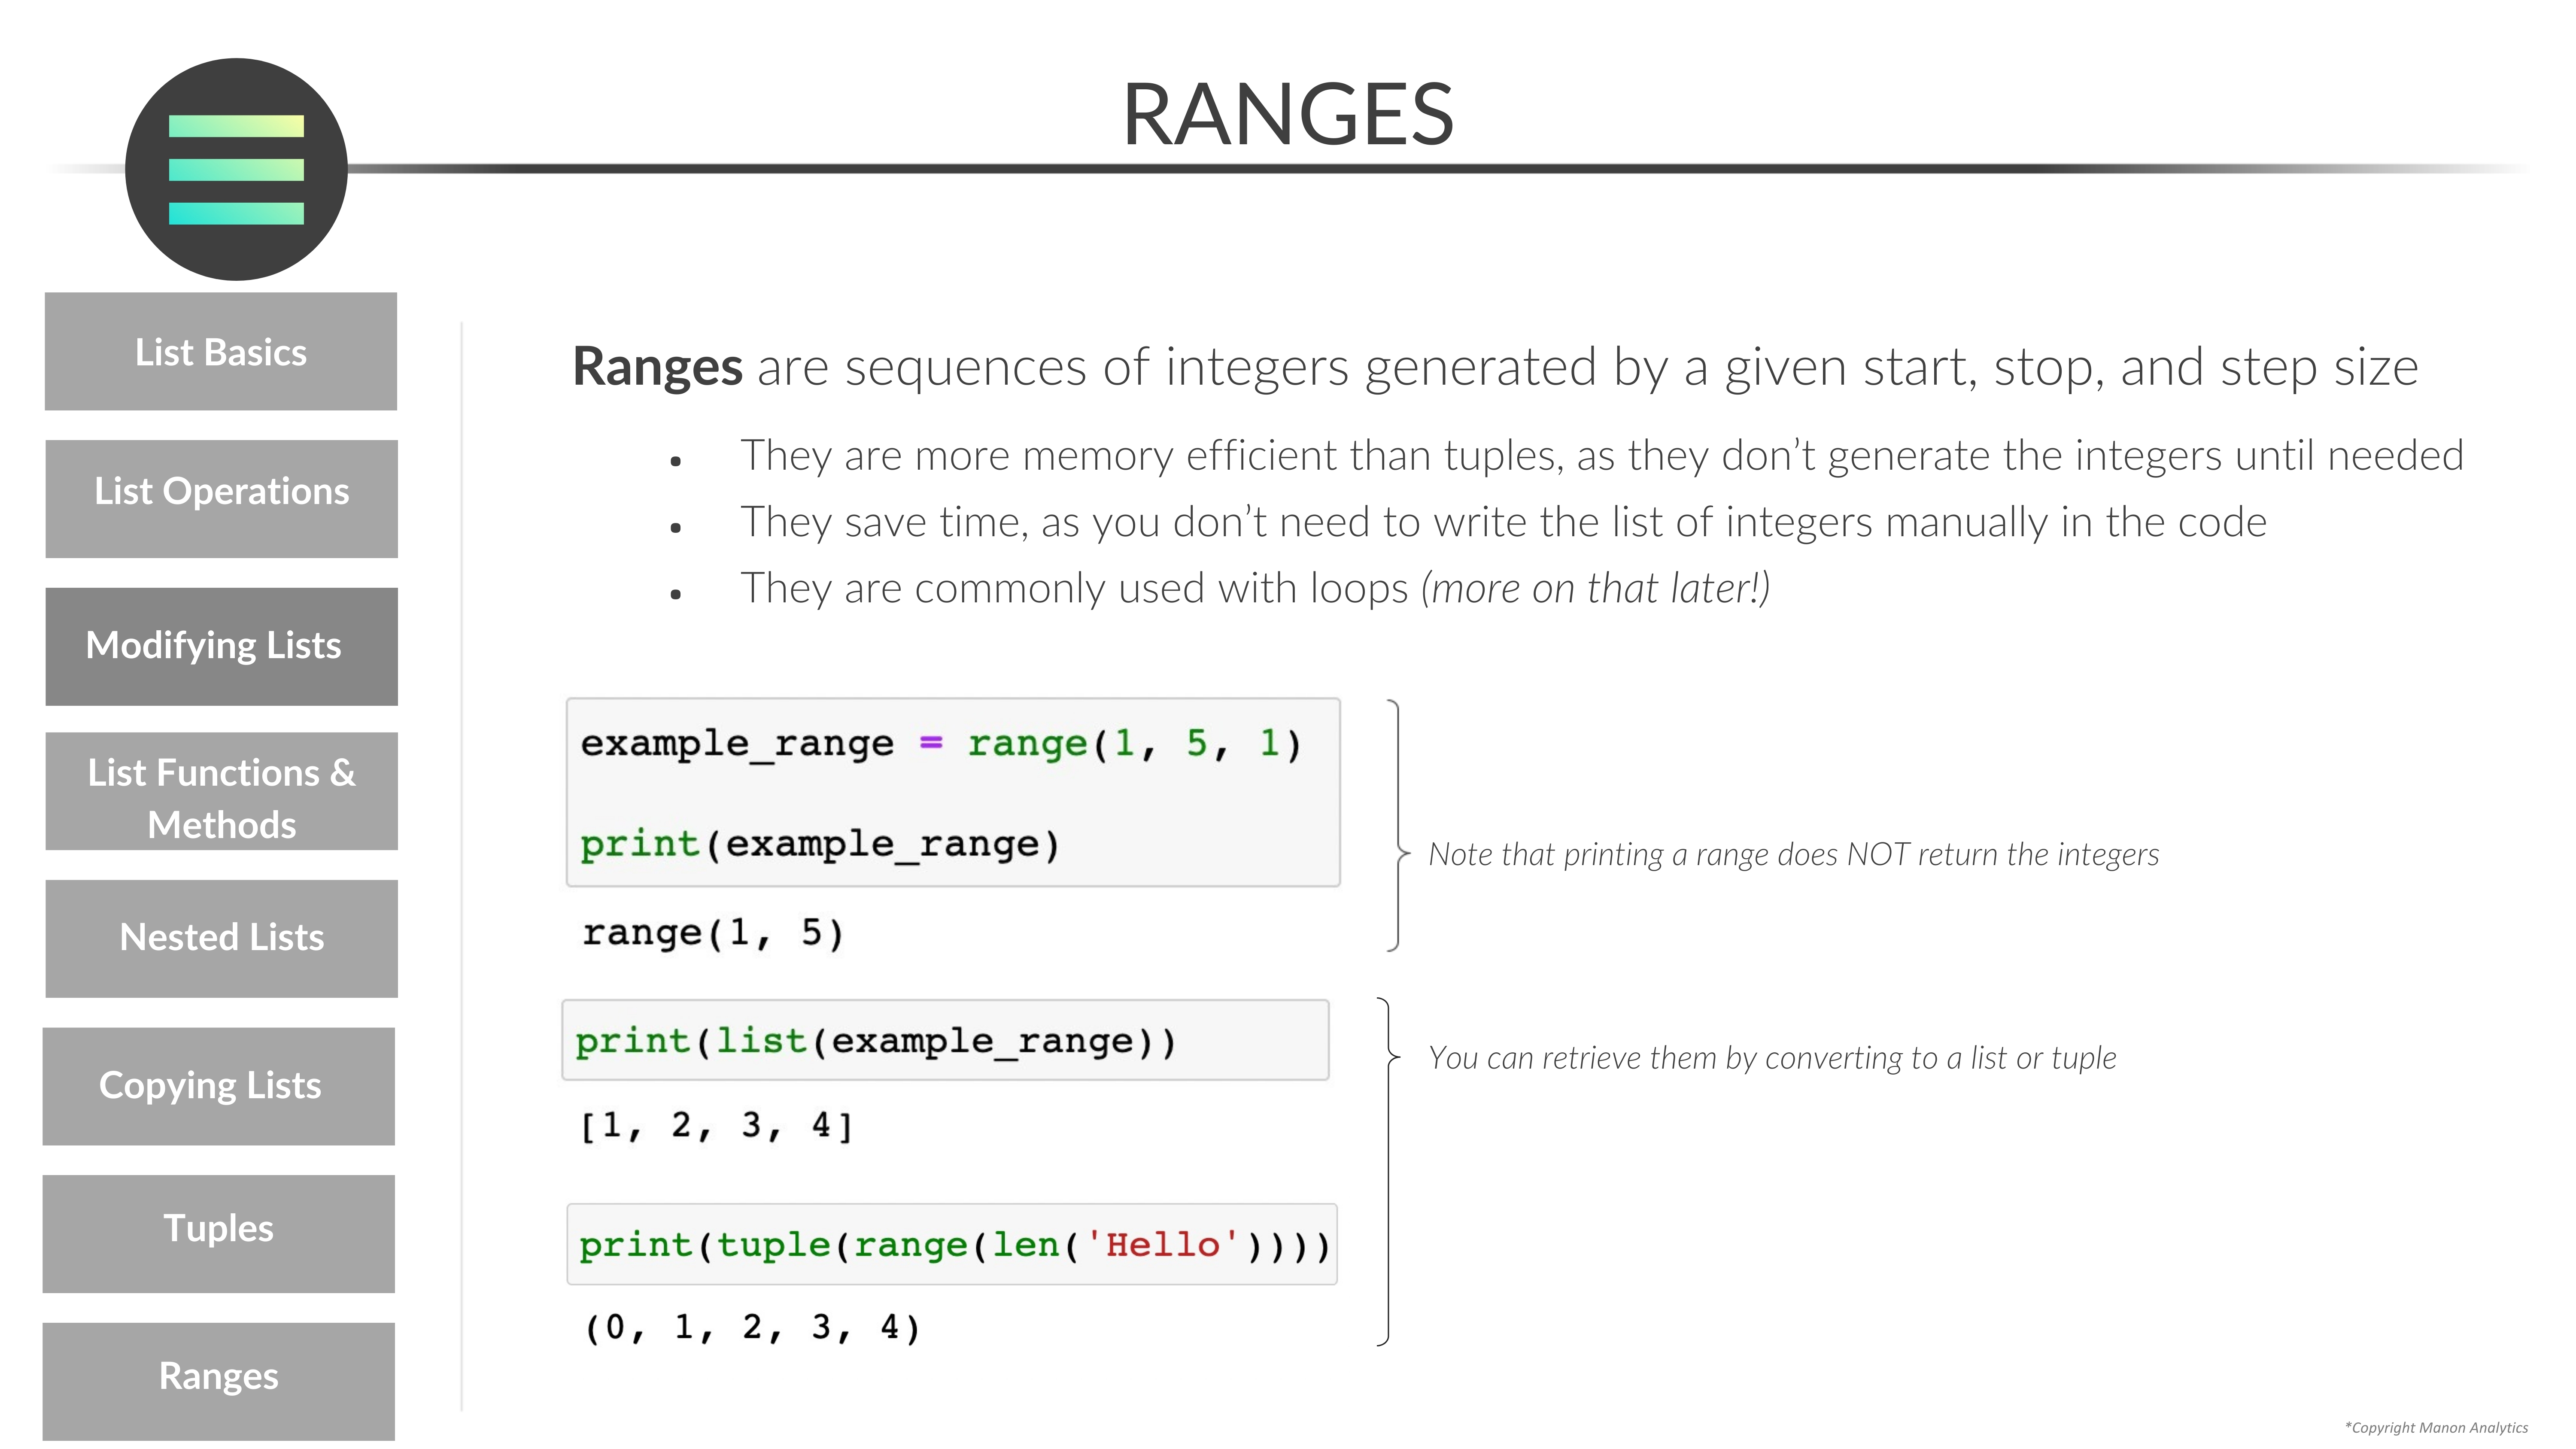 RANGES
List Basics
List Operations
Modifying Lists
List Functions &
Methods
Nested Lists
Copying Lists
Tuples
Ranges
Ranges are sequences of integers generated by a given start, stop, and step size
• They are more memory efficient than tuples, as they don’t generate the integers until needed
• They save time, as you don’t need to write the list of integers manually in the code
• They are commonly used with loops (more on that later!)
example_range = range(1, 5, 1)
print(example_range)
range(1, 5)
Note that printing a range does NOT return the integers
print(list(example_range))
[1, 2, 3, 4]
You can retrieve them by converting to a list or tuple
print(tuple(range(len('Hello'))))
(0, 1, 2, 3, 4)
*Copyright Manon Analytics